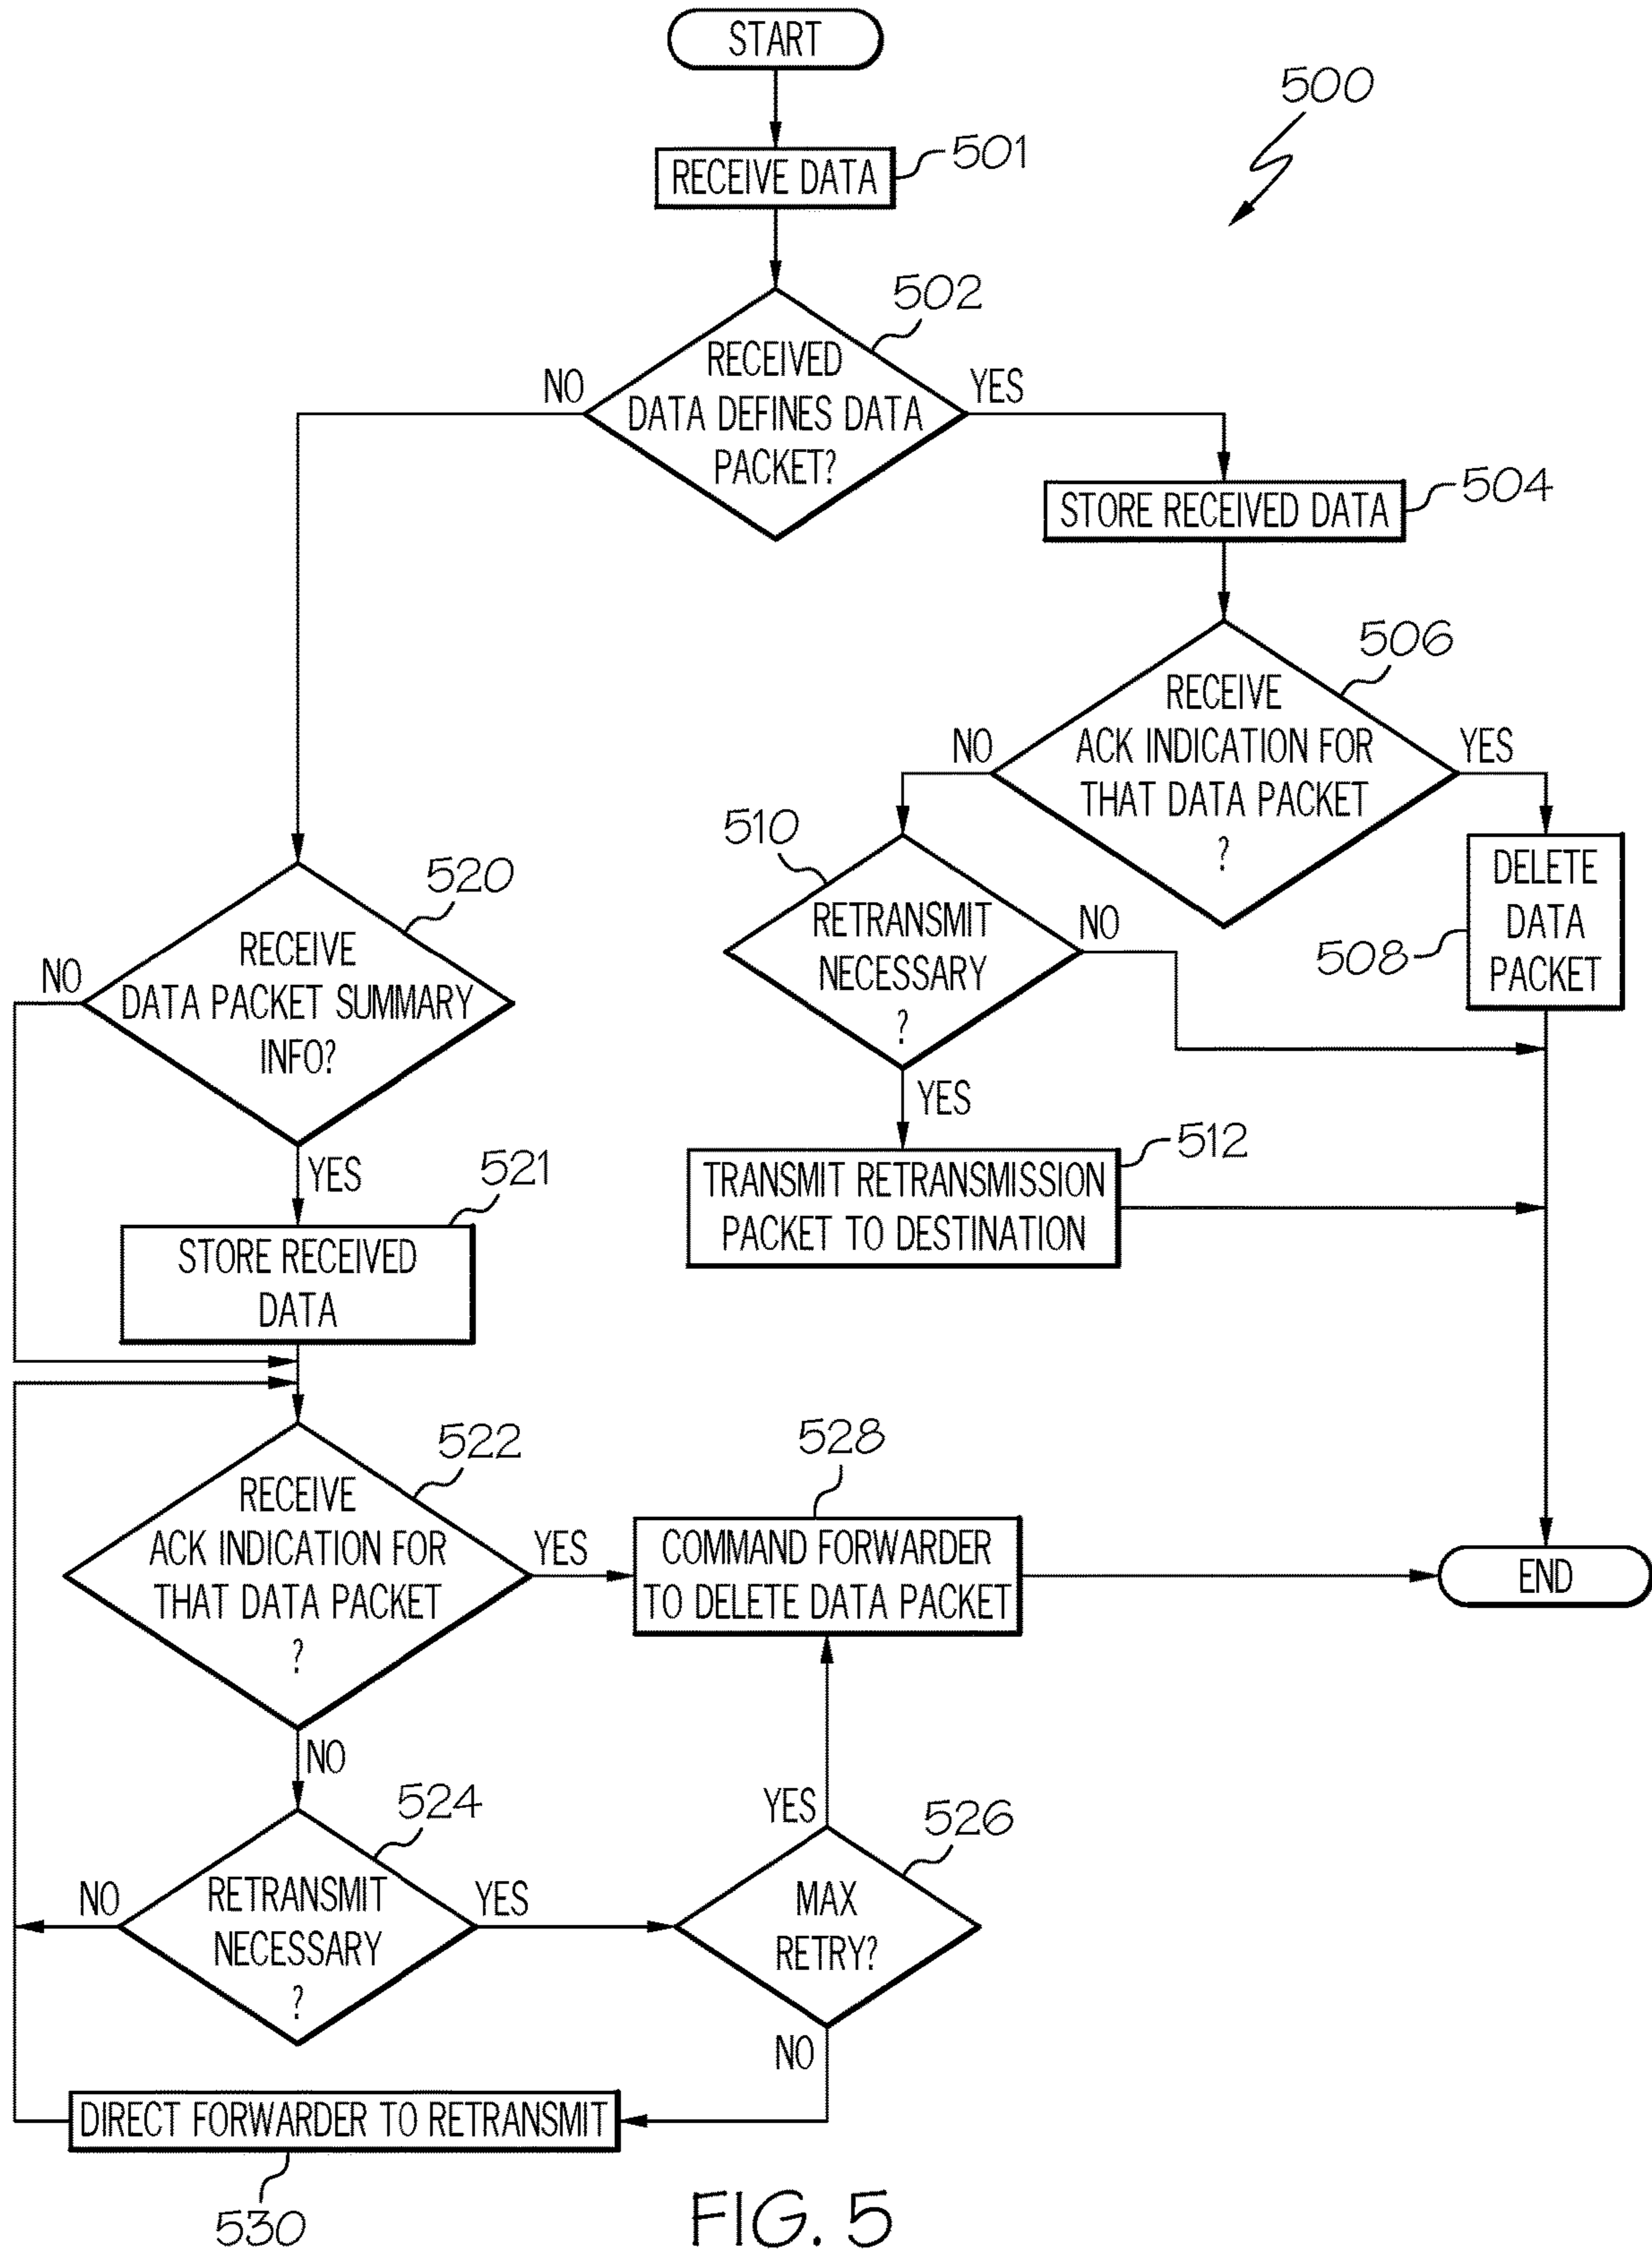 START
500
RECEIVE DATA
501
502
RECEIVED
DATA DEFINES DATA
PACKET?
NO
YES
STORE RECEIVED DATA
504
506
RECEIVE
ACK INDICATION FOR
THAT DATA PACKET
?
NO
YES
510
RETRANSMIT
NECESSARY
?
NO
YES
DELETE
DATA
PACKET
508
520
RECEIVE
DATA PACKET SUMMARY
INFO?
NO
YES
TRANSMIT RETRANSMISSION
PACKET TO DESTINATION
512
521
STORE RECEIVED
DATA
522
RECEIVE
ACK INDICATION FOR
THAT DATA PACKET
?
YES
NO
528
COMMAND FORWARDER
TO DELETE DATA PACKET
END
524
RETRANSMIT
NECESSARY
?
NO
YES
526
MAX
RETRY?
YES
NO
DIRECT FORWARDER TO RETRANSMIT
530
FIG. 5